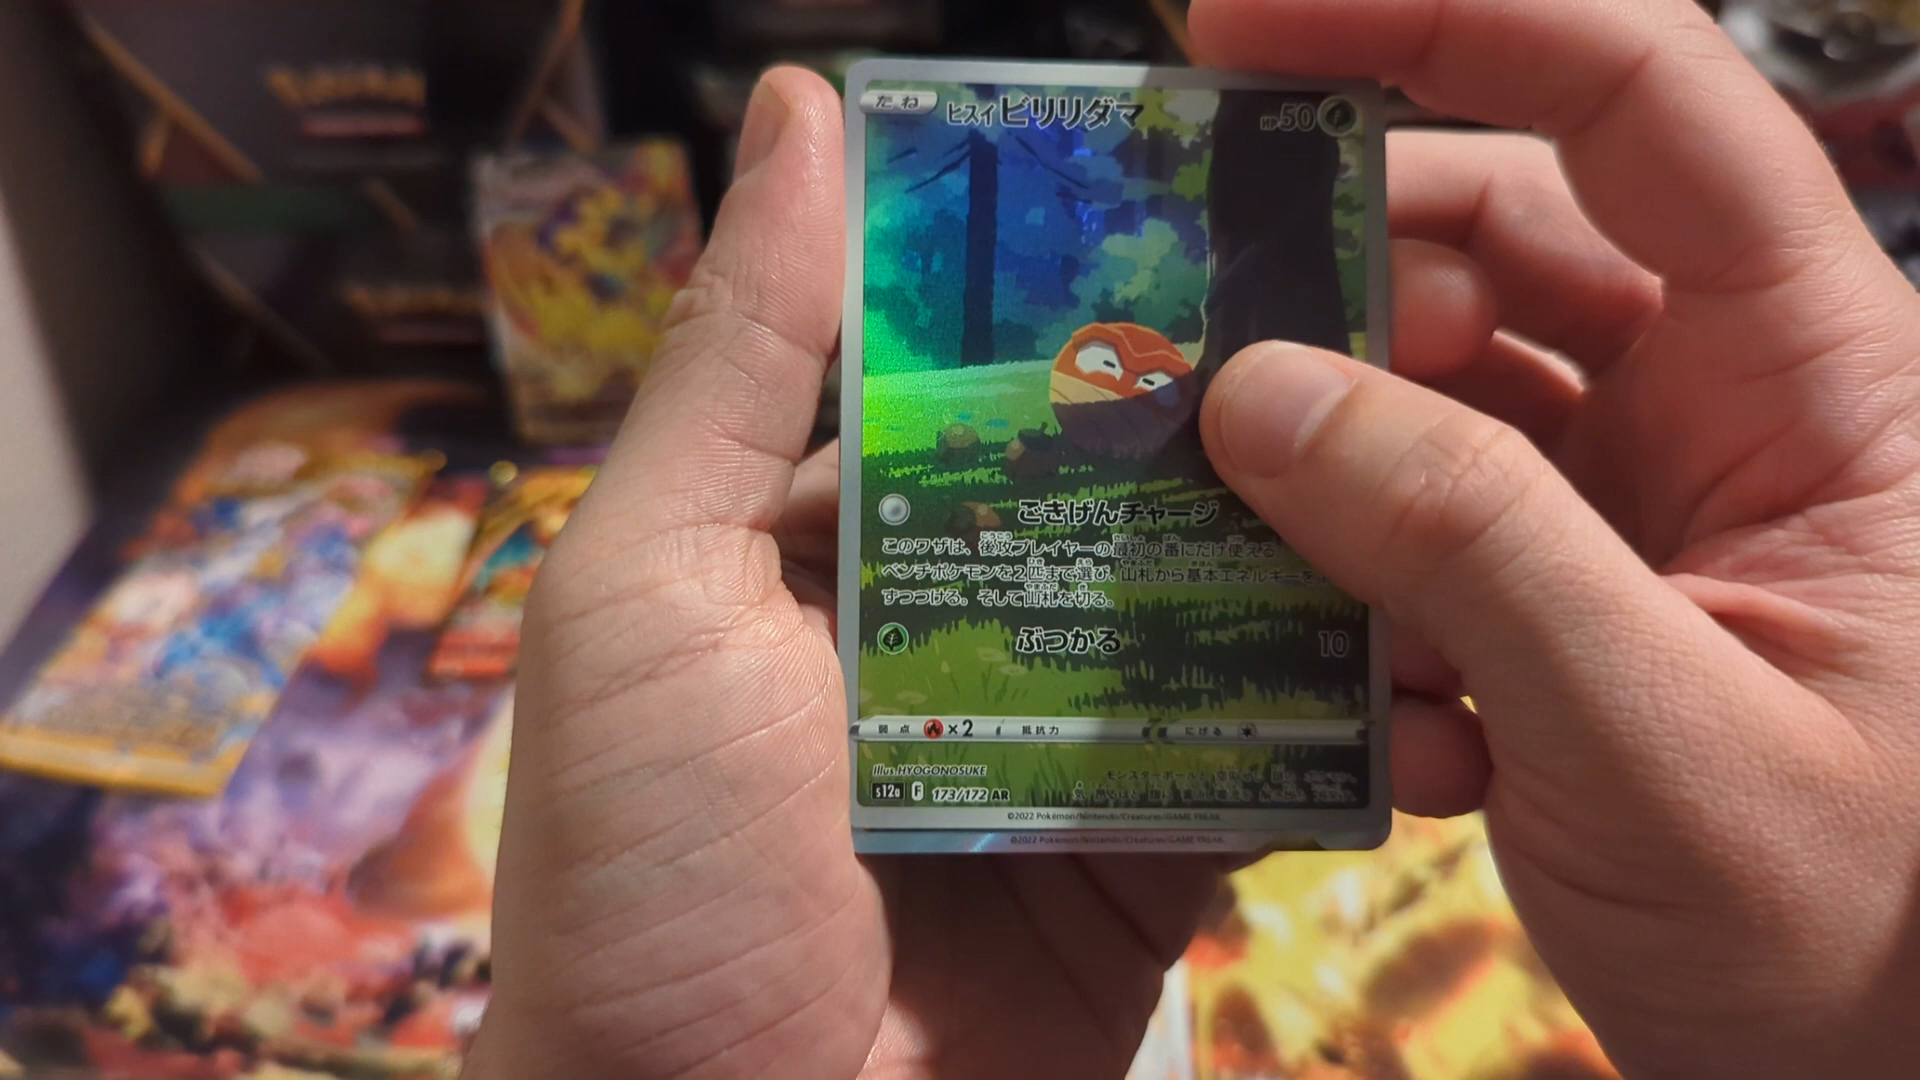 たね ヒスイビリリダマ HP50
ごきげんチャージ
このワザは、後攻プレイヤーの最初の番にだけ使える
ベンチポケモンを2匹まで選び、山札から基本エネルギーを
ずつつける。そして山札を切る。
ぶつかる 10
弱点 ×2 抵抗力 にげる
Illus. HYOGONOSUKE
s12a F 173/172 AR
©2022 Pokémon/Nintendo/Creatures/GAME FREAK.
©2022 Pokémon/Nintendo/Creatures/GAME FREAK.